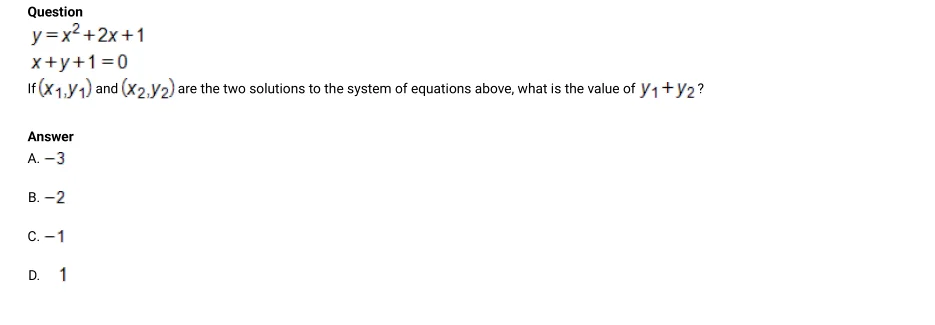 Question
y=x²+2x+1
x+y+1=0
If (x₁,y₁) and (x₂,y₂) are the two solutions to the system of equations above, what is the value of y₁+y₂?
Answer
A. −3
B. −2
C. −1
D. 1